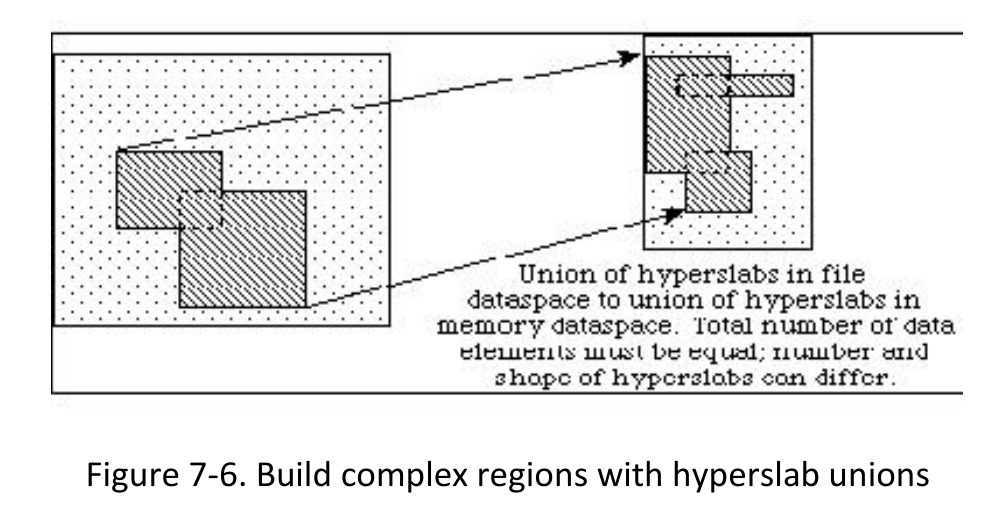 Union of hyperslabs in file
dataspace to union of hyperslabs in
memory dataspace. Total number of data
elements must be equal; number and
shape of hyperslabs can differ.
Figure 7-6. Build complex regions with hyperslab unions